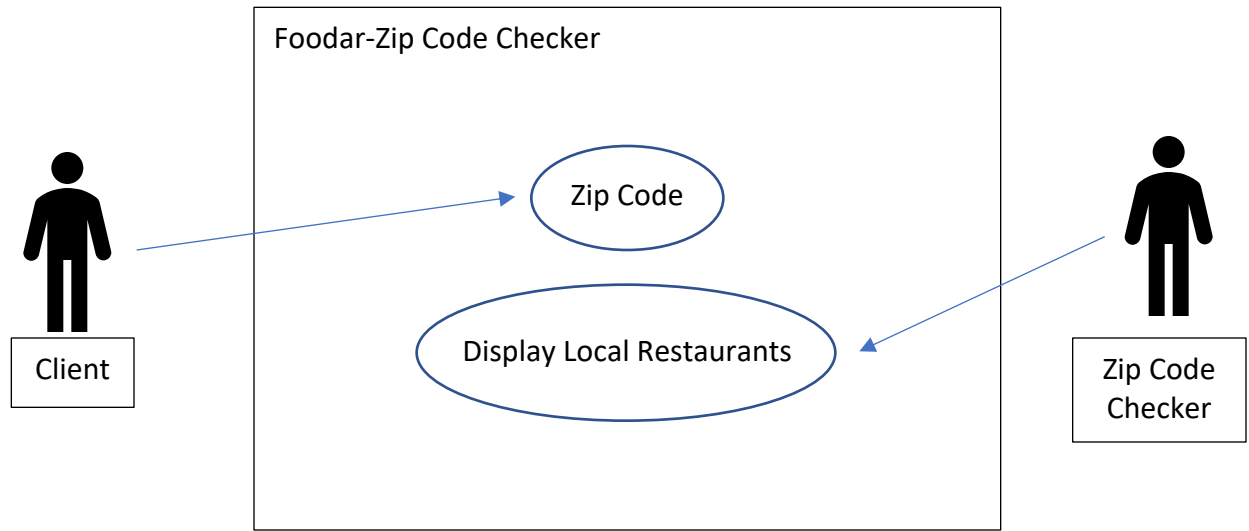 Foodar-Zip Code Checker
Zip Code
Display Local Restaurants
Client
Zip Code
Checker